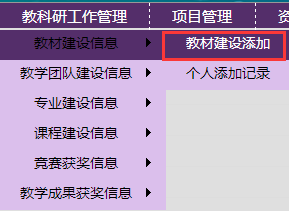 教科研工作管理 项目管理
教材建设信息 教材建设添加
教学团队建设信息 个人添加记录
专业建设信息
课程建设信息
竟赛获奖信息
教学成果获奖信息